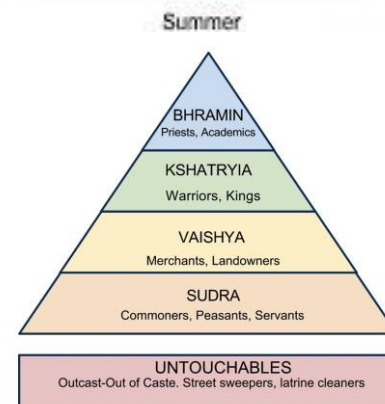 Summer
BHRAMIN
Priests, Academics
KSHATRYIA
Warriors, Kings
VAISHYA
Merchants, Landowners
SUDRA
Commoners, Peasants, Servants
UNTOUCHABLES
Outcast-Out of Caste. Street sweepers, latrine cleaners